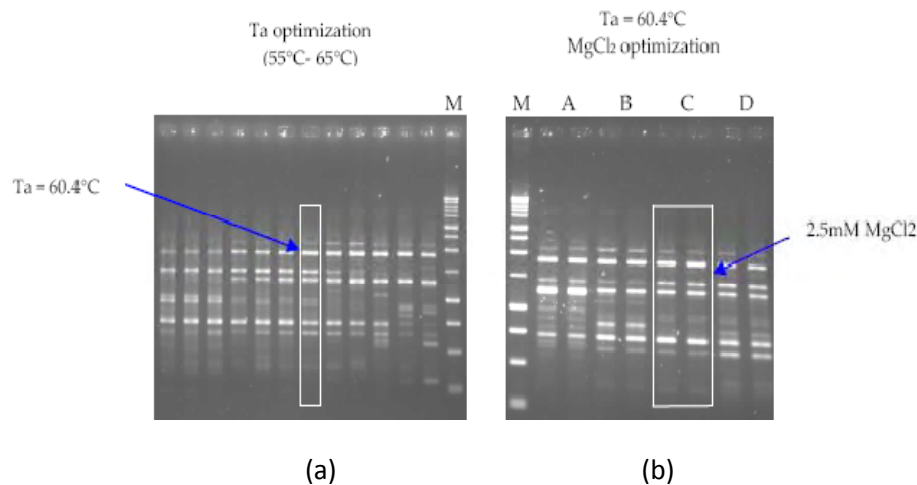 Ta optimization
(55°C- 65°C)
M
Ta = 60.4°C
(a)
Ta = 60.4°C
MgCl2 optimization
M A B C D
2.5mM MgCl2
(b)